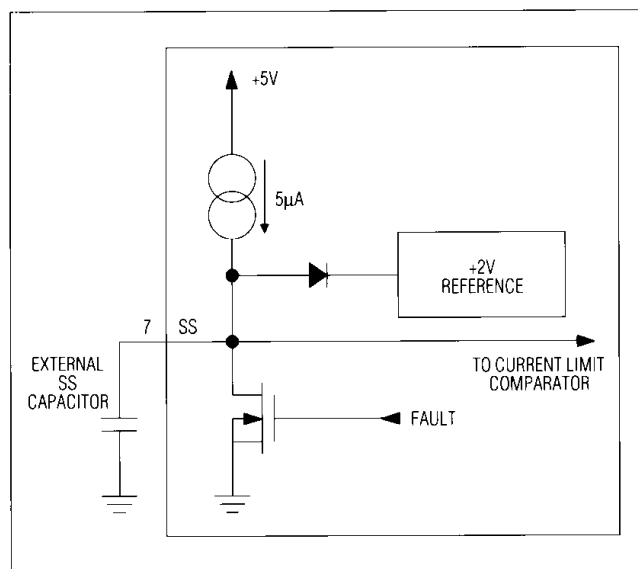 +5V
5μA
+2V
REFERENCE
7 SS
EXTERNAL
SS
CAPACITOR
TO CURRENT LIMIT
COMPARATOR
FAULT